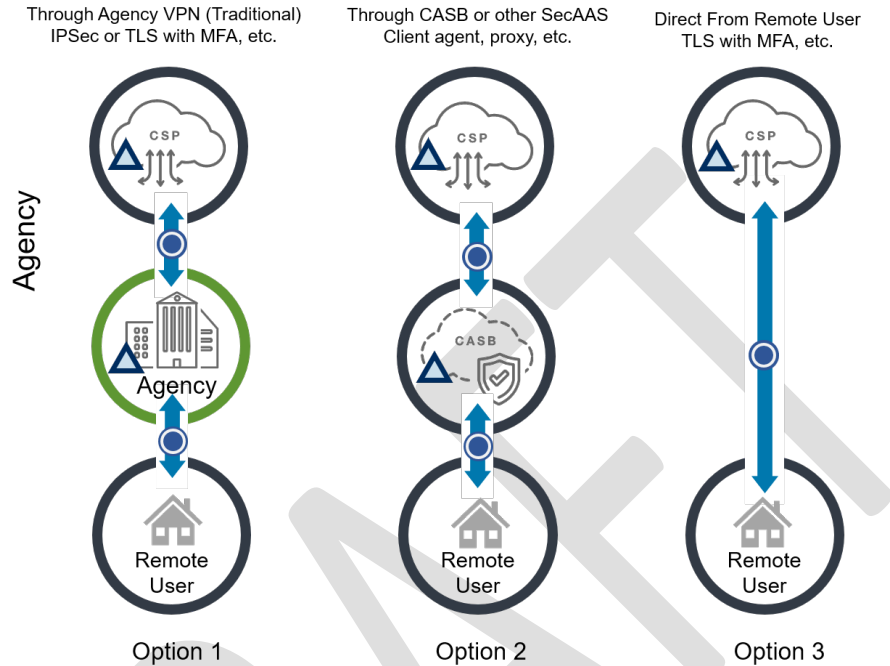 Through Agency VPN (Traditional)
IPSec or TLS with MFA, etc.
Through CASB or other SecAAS
Client agent, proxy, etc.
Direct From Remote User
TLS with MFA, etc.
Agency
CSP
CSP
CSP
Agency
CASB
Remote
User
Remote
User
Remote
User
Option 1
Option 2
Option 3
DRAFT